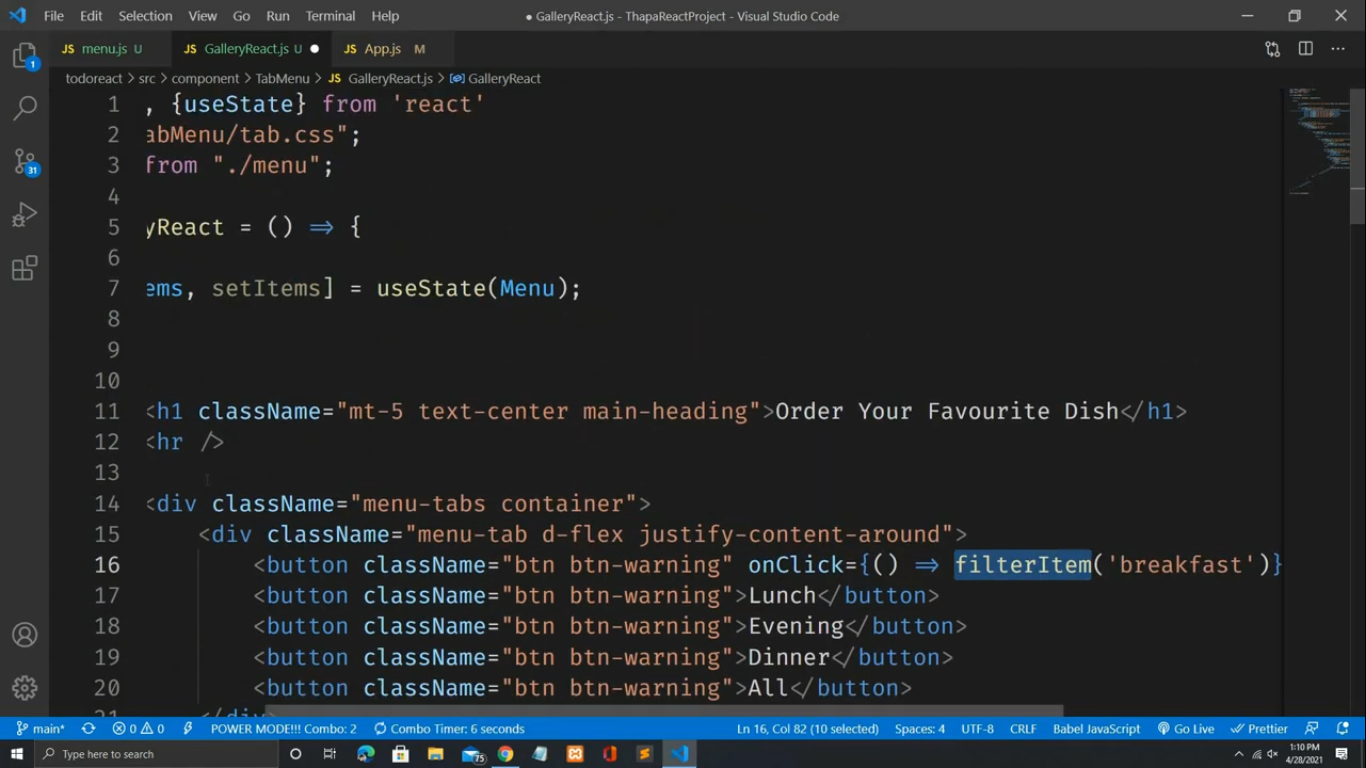 File Edit Selection View Go Run Terminal Help ● GalleryReact.js - ThapaReactProject - Visual Studio Code
JS menu.js U JS GalleryReact.js U ● JS App.js M
todoreact > src > component > TabMenu > JS GalleryReact.js > GalleryReact
1 , {useState} from 'react'
2 abMenu/tab.css";
3 from "./menu";
4
5 yReact = () => {
6
7 ems, setItems] = useState(Menu);
8
9
10
11 <h1 className="mt-5 text-center main-heading">Order Your Favourite Dish</h1>
12 <hr />
13
14 <div className="menu-tabs container">
15 <div className="menu-tab d-flex justify-content-around">
16 <button className="btn btn-warning" onClick={() => filterItem('breakfast')}
17 <button className="btn btn-warning">Lunch</button>
18 <button className="btn btn-warning">Evening</button>
19 <button className="btn btn-warning">Dinner</button>
20 <button className="btn btn-warning">All</button>
21 </div>
1
31
main* 0 0 POWER MODE!!! Combo: 2 Combo Timer: 6 seconds Ln 16, Col 82 (10 selected) Spaces: 4 UTF-8 CRLF Babel JavaScript Go Live Prettier
Type here to search 75 1:10 PM
4/28/2021